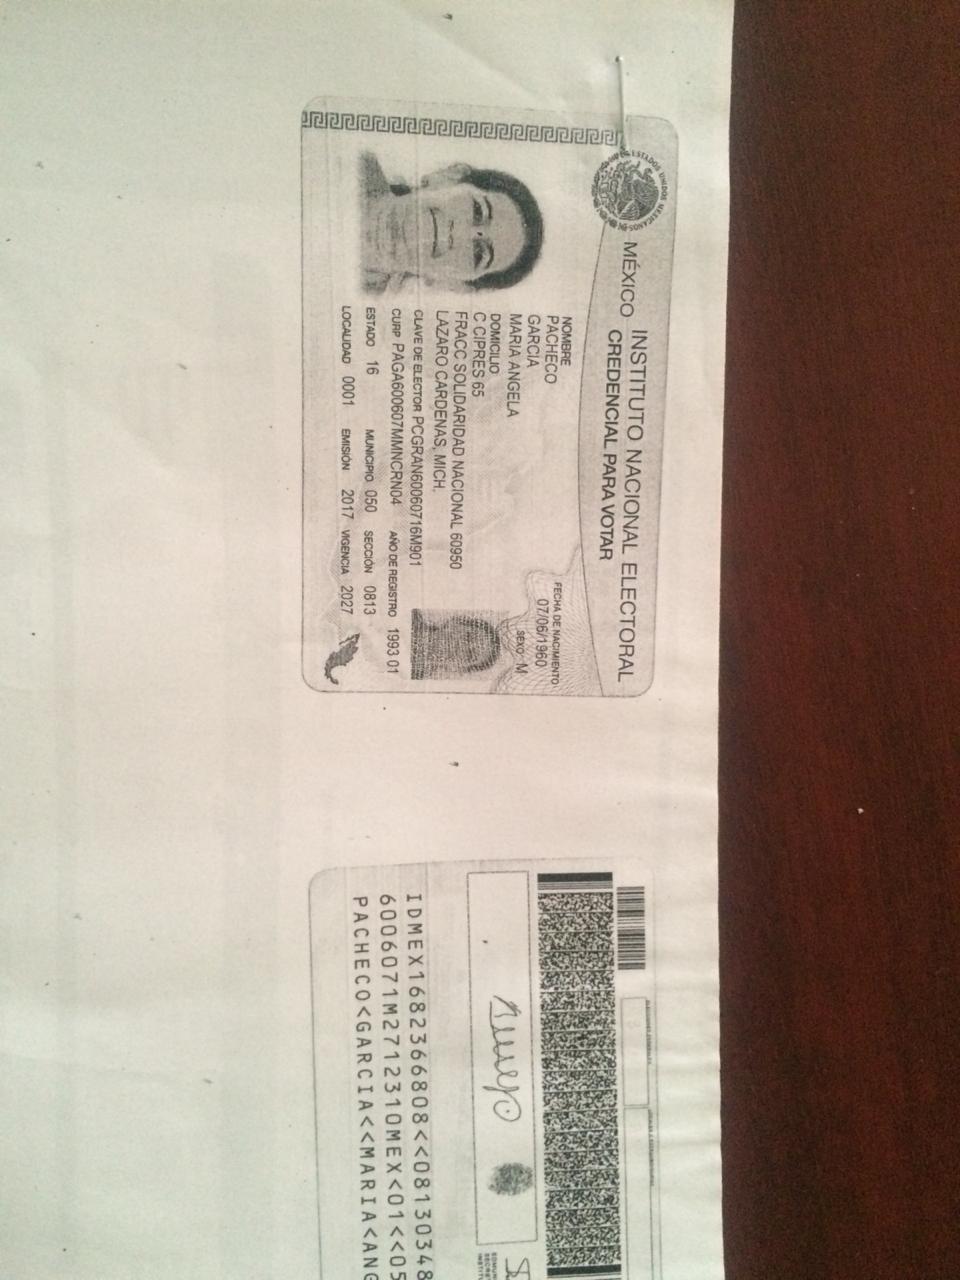 ESTADOS UNIDOS MEXICANOS
MÉXICO INSTITUTO NACIONAL ELECTORAL
CREDENCIAL PARA VOTAR
NOMBRE
PACHECO
GARCIA
MARIA ANGELA
FECHA DE NACIMIENTO
07/06/1960
SEXO M
DOMICILIO
C CIPRES 65
FRACC SOLIDARIDAD NACIONAL 60950
LAZARO CARDENAS, MICH.
CLAVE DE ELECTOR PCGRAN60060716M901
CURP PAGA600607MMNCRN04 AÑO DE REGISTRO 1993 01
ESTADO 16 MUNICIPIO 050 SECCIÓN 0813
LOCALIDAD 0001 EMISIÓN 2017 VIGENCIA 2027
ELECCIONES FEDERALES
IDMEX1682366808<<08130348
6006071M2712310MEX<01<<05
PACHECO<GARCIA<<MARIA<ANG